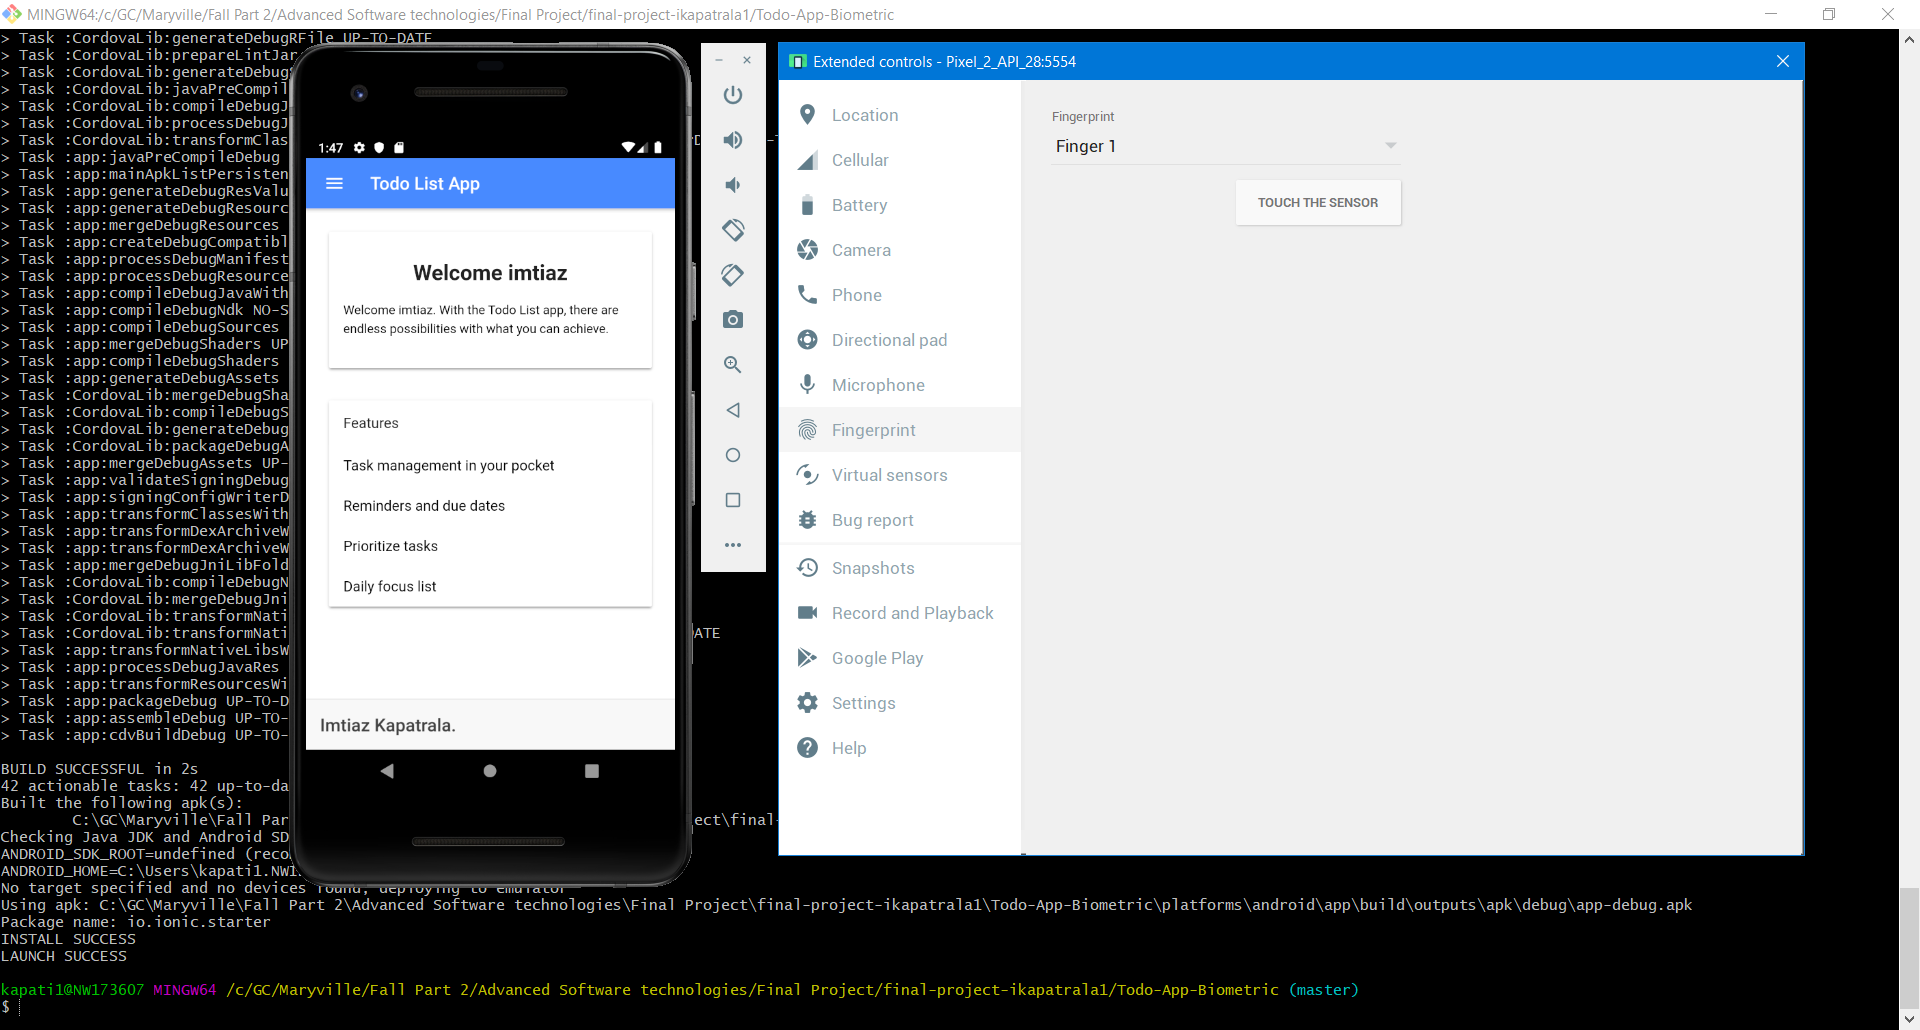 MINGW64:/c/GC/Maryville/Fall Part 2/Advanced Software technologies/Final Project/final-project-ikapatrala1/Todo-App-Biometric
> Task :CordovaLib:generateDebugRFile UP-TO-DATE
> Task :CordovaLib:prepareLintJar
> Task :CordovaLib:generateDebug
> Task :CordovaLib:javaPreCompil
> Task :CordovaLib:compileDebugJ
> Task :CordovaLib:processDebugJ
> Task :CordovaLib:transformClas
> Task :app:javaPreCompileDebug
> Task :app:mainApkListPersisten
> Task :app:generateDebugResValu
> Task :app:generateDebugResourc
> Task :app:mergeDebugResources
> Task :app:createDebugCompatibl
> Task :app:processDebugManifest
> Task :app:processDebugResource
> Task :app:compileDebugJavaWith
> Task :app:compileDebugNdk NO-S
> Task :app:compileDebugSources
> Task :app:mergeDebugShaders UP
> Task :app:compileDebugShaders
> Task :app:generateDebugAssets
> Task :CordovaLib:mergeDebugSha
> Task :CordovaLib:compileDebugS
> Task :CordovaLib:generateDebug
> Task :CordovaLib:packageDebugA
> Task :app:mergeDebugAssets UP-
> Task :app:validateSigningDebug
> Task :app:signingConfigWriterD
> Task :app:transformClassesWith
> Task :app:transformDexArchiveW
> Task :app:transformDexArchiveW
> Task :app:mergeDebugJniLibFold
> Task :CordovaLib:compileDebugN
> Task :CordovaLib:mergeDebugJni
> Task :CordovaLib:transformNati
> Task :CordovaLib:transformNati ATE
> Task :app:transformNativeLibsW
> Task :app:processDebugJavaRes
> Task :app:transformResourcesWi
> Task :app:packageDebug UP-TO-D
> Task :app:assembleDebug UP-TO-
> Task :app:cdvBuildDebug UP-TO-
BUILD SUCCESSFUL in 2s
42 actionable tasks: 42 up-to-da
Built the following apk(s):
C:\GC\Maryville\Fall Par ect\final-
Checking Java JDK and Android SD
ANDROID_SDK_ROOT=undefined (reco
ANDROID_HOME=C:\Users\kapati1.NW1
No target specified and no devices found, deploying to emulator
Using apk: C:\GC\Maryville\Fall Part 2\Advanced Software technologies\Final Project\final-project-ikapatrala1\Todo-App-Biometric\platforms\android\app\build\outputs\apk\debug\app-debug.apk
Package name: io.ionic.starter
INSTALL SUCCESS
LAUNCH SUCCESS
kapati1@NW173607 MINGW64 /c/GC/Maryville/Fall Part 2/Advanced Software technologies/Final Project/final-project-ikapatrala1/Todo-App-Biometric (master)
$
1:47
Todo List App
Welcome imtiaz
Welcome imtiaz. With the Todo List app, there are
endless possibilities with what you can achieve.
Features
Task management in your pocket
Reminders and due dates
Prioritize tasks
Daily focus list
Imtiaz Kapatrala.
Extended controls - Pixel_2_API_28:5554
Location
Cellular
Battery
Camera
Phone
Directional pad
Microphone
Fingerprint
Virtual sensors
Bug report
Snapshots
Record and Playback
Google Play
Settings
Help
Fingerprint
Finger 1
TOUCH THE SENSOR